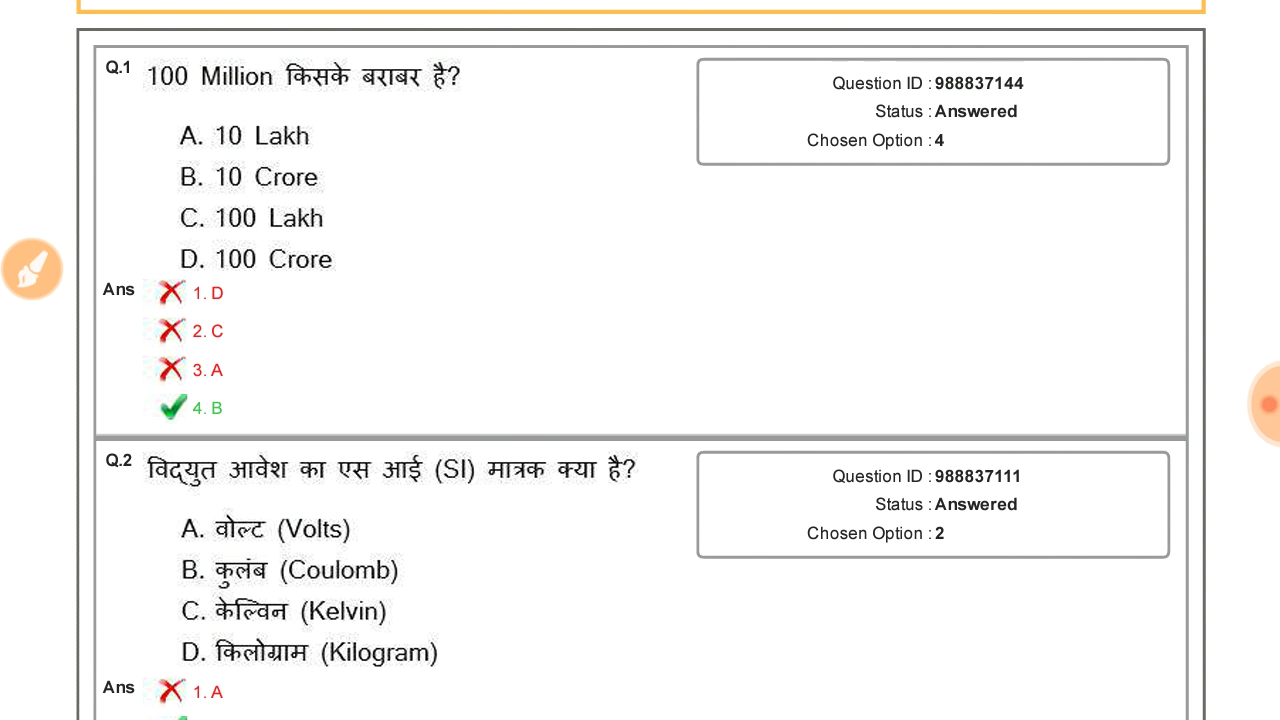 Q.1 100 Million किसके बराबर है?
Question ID : 988837144
Status : Answered
Chosen Option : 4
A. 10 Lakh
B. 10 Crore
C. 100 Lakh
D. 100 Crore
Ans 1. D
2. C
3. A
4. B
Q.2 विद्युत आवेश का एस आई (SI) मात्रक क्या है?
Question ID : 988837111
Status : Answered
Chosen Option : 2
A. वोल्ट (Volts)
B. कुलंब (Coulomb)
C. केल्विन (Kelvin)
D. किलोग्राम (Kilogram)
Ans 1. A